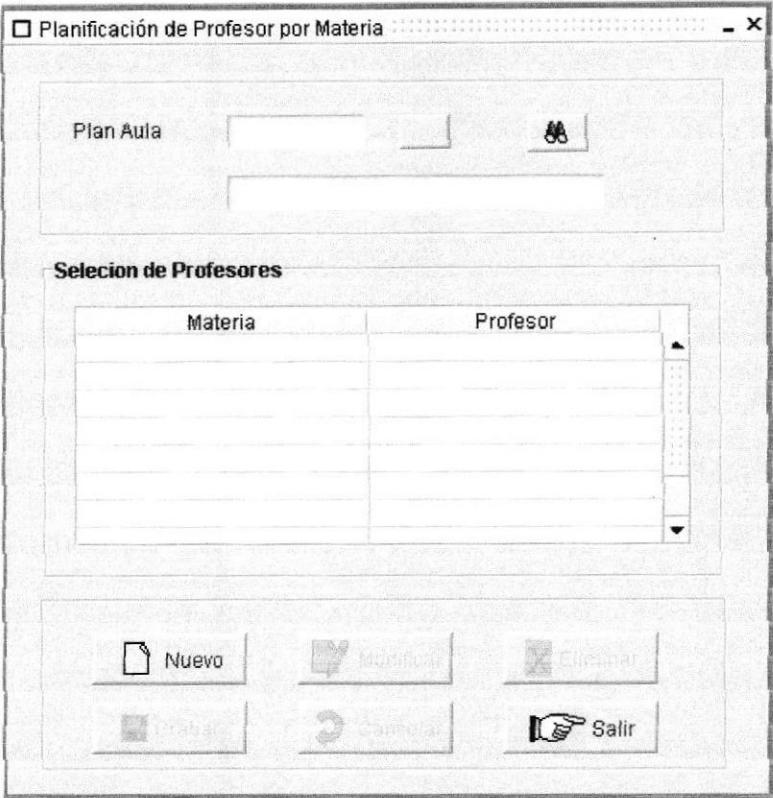 Planificación de Profesor por Materia
Plan Aula
Selecion de Profesores
Materia Profesor
Nuevo Modificar Eliminar
Grabar Cancelar Salir